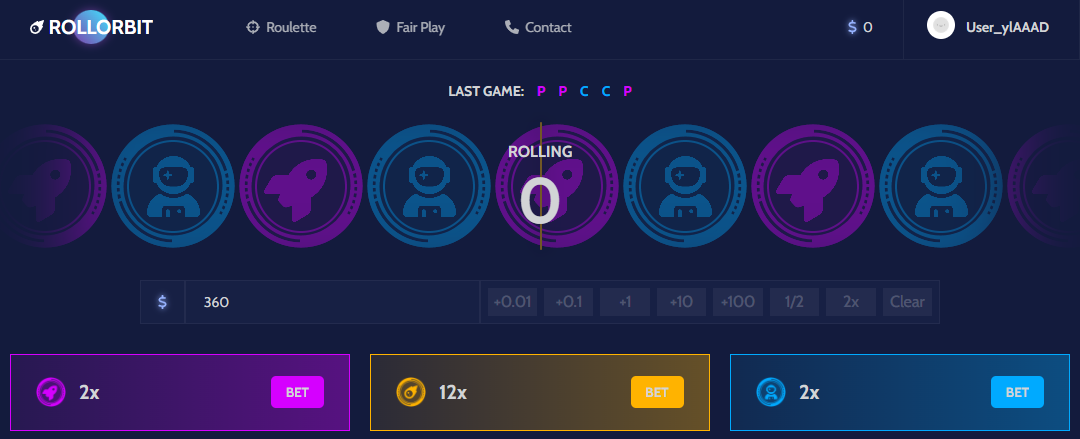 ROLLORBIT Roulette Fair Play Contact $ 0 User_ylAAAD
LAST GAME: P P C C P
ROLLING
0
$ 360 +0.01 +0.1 +1 +10 +100 1/2 2x Clear
2x BET 12x BET 2x BET